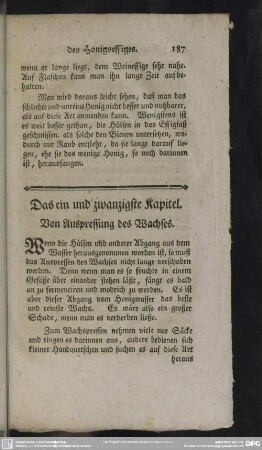 des Honigessiges. 187
wenn er lange liegt, dem Weinessige sehr nahe.
Auf Flaschen kann man ihn lange Zeit aufbe-
halten.
Man wird daraus leicht sehen, daß man das
schlechte und unreine Honig nicht besser und nutzbarer,
als auf diese Art anwenden kann. Wenigstens ist
es weit besser gethan, die Hülsen in das Essigfaß
geschmissen, als solche den Bienen untersetzen, wo-
durch nur Raub entsteht, da sie lange darauf lie-
gen, ehe sie das wenige Honig, so noch darinnen
ist, heraussaugen.
Das ein und zwanzigste Kapitel.
Von Auspressung des Wachses.
Wenn die Hülsen und anderer Abgang aus dem
Wasser herausgenommen worden ist, so muß
das Auspressen des Wachses nicht lange verschoben
werden. Denn wenn man es so feuchte in einem
Gefäße über einander stehen läßt, fängt es bald
an zu fermentiren und modrich zu werden. Es ist
aber dieser Abgang vom Honigwasser das beste
und reinste Wachs. Es wäre also ein großer
Schade, wenn man es verderben ließe.
Zum Wachspressen nehmen viele nur Säcke
und ringen es darinnen aus, andere bedienen sich
kleiner Handquetschen und suchen es auf diese Art
heraus